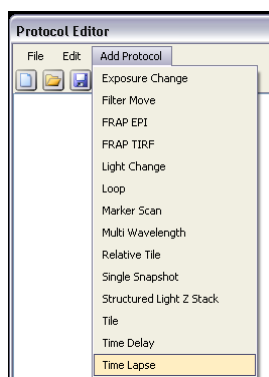 Protocol Editor
File Edit Add Protocol
Exposure Change
Filter Move
FRAP EPI
FRAP TIRF
Light Change
Loop
Marker Scan
Multi Wavelength
Relative Tile
Single Snapshot
Structured Light Z Stack
Tile
Time Delay
Time Lapse